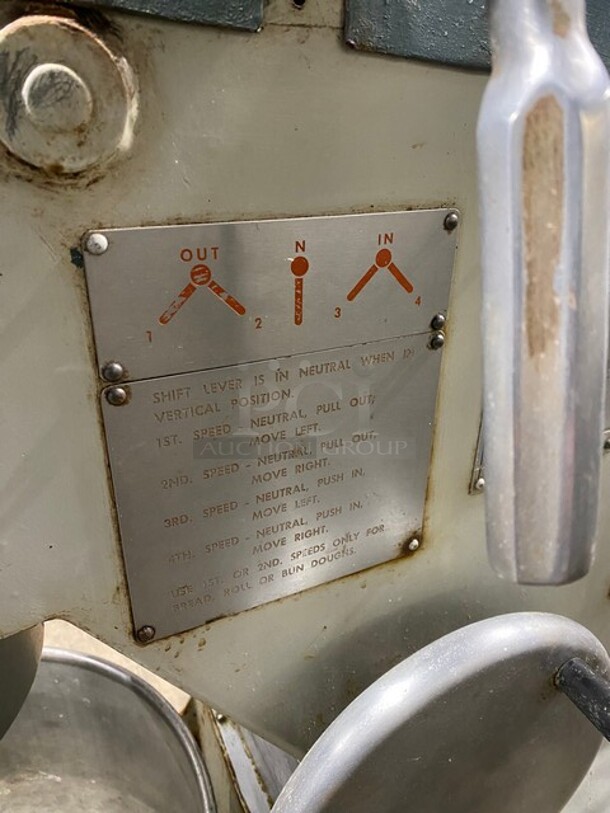 OUT N IN
1 2 3 4
SHIFT LEVER IS IN NEUTRAL WHEN IN
VERTICAL POSITION.
1ST. SPEED - NEUTRAL, PULL OUT,
MOVE LEFT.
2ND. SPEED - NEUTRAL, PULL OUT,
MOVE RIGHT.
3RD. SPEED - NEUTRAL, PUSH IN,
MOVE LEFT.
4TH. SPEED - NEUTRAL, PUSH IN,
MOVE RIGHT.
USE 1ST. OR 2ND. SPEEDS ONLY FOR
BREAD, ROLL OR BUN DOUGHS.
PCI
AUCTION GROUP